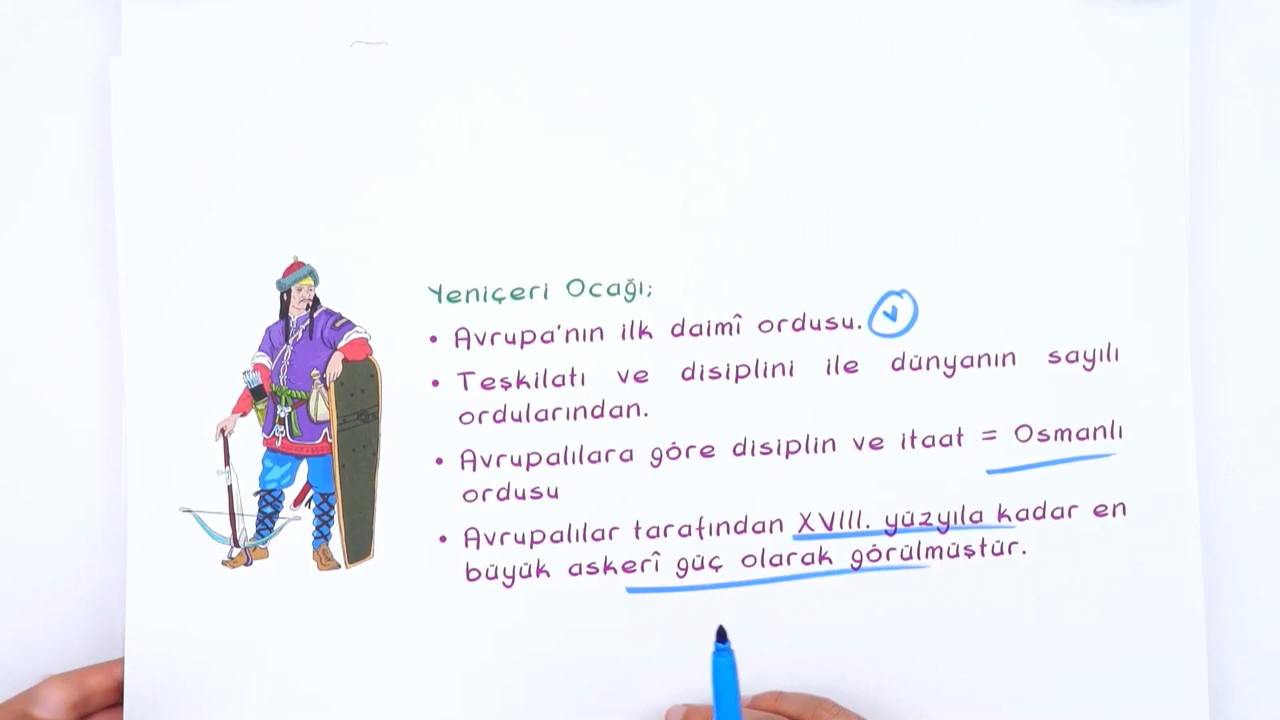 Yeniçeri Ocağı;
• Avrupa'nın ilk daimî ordusu.
• Teşkilatı ve disiplini ile dünyanın sayılı
ordularından.
• Avrupalılara göre disiplin ve itaat = Osmanlı
ordusu
• Avrupalılar tarafından XVIII. yüzyıla kadar en
büyük askerî güç olarak görülmüştür.